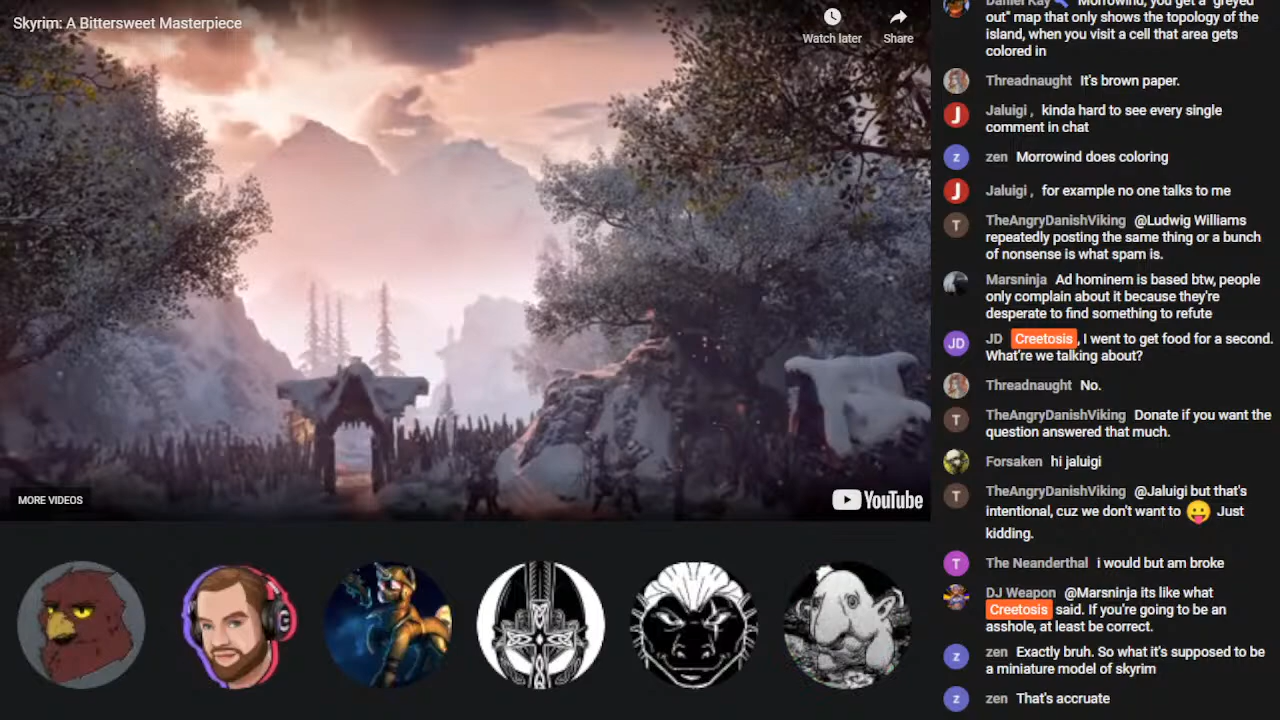 Skyrim: A Bittersweet Masterpiece
Watch later
Share
MORE VIDEOS
YouTube
Daniel Kay Morrowind, you get a "greyed
out" map that only shows the topology of the
island, when you visit a cell that area gets
colored in
Threadnaught It's brown paper.
J
Jaluigi , kinda hard to see every single
comment in chat
z
zen Morrowind does coloring
J
Jaluigi , for example no one talks to me
T
TheAngryDanishViking @Ludwig Williams
repeatedly posting the same thing or a bunch
of nonsense is what spam is.
Marsninja Ad hominem is based btw, people
only complain about it because they're
desperate to find something to refute
JD
JD Creetosis, I went to get food for a second.
What're we talking about?
Threadnaught No.
T
TheAngryDanishViking Donate if you want the
question answered that much.
Forsaken hi jaluigi
T
TheAngryDanishViking @Jaluigi but that's
intentional, cuz we don't want to 😛 Just
kidding.
T
The Neanderthal i would but am broke
DJ Weapon @Marsninja its like what
Creetosis said. If you're going to be an
asshole, at least be correct.
z
zen Exactly bruh. So what it's supposed to be
a miniature model of skyrim
z
zen That's accruate